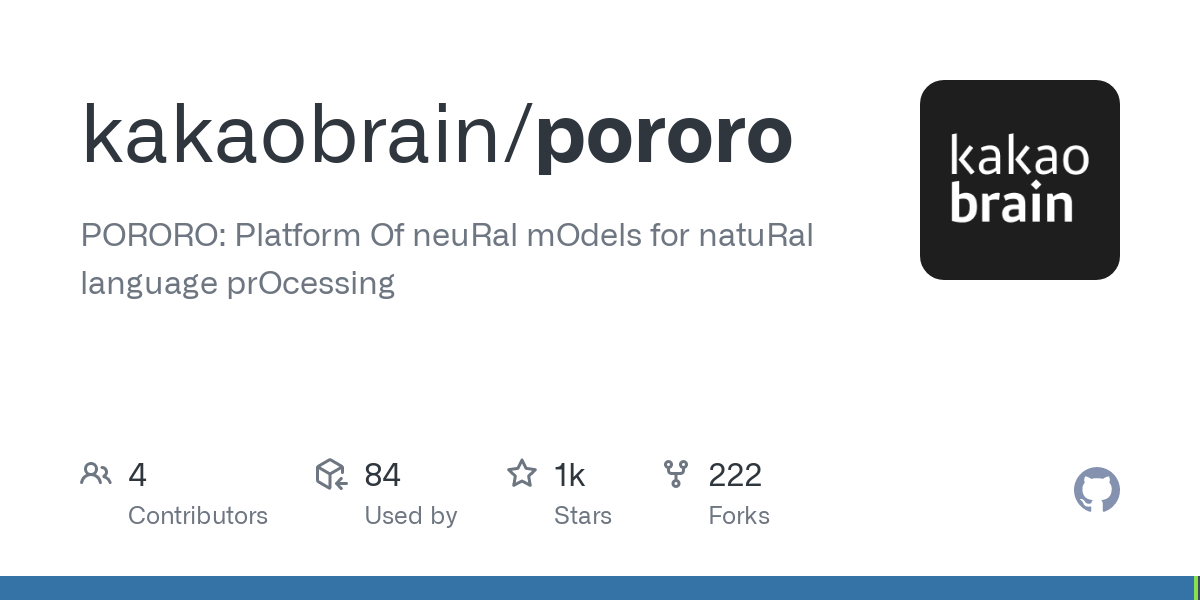 kakaobrain/pororo
kakao
brain
PORORO: Platform Of neuRal mOdels for natuRal
language prOcessing
4
Contributors
84
Used by
1k
Stars
222
Forks